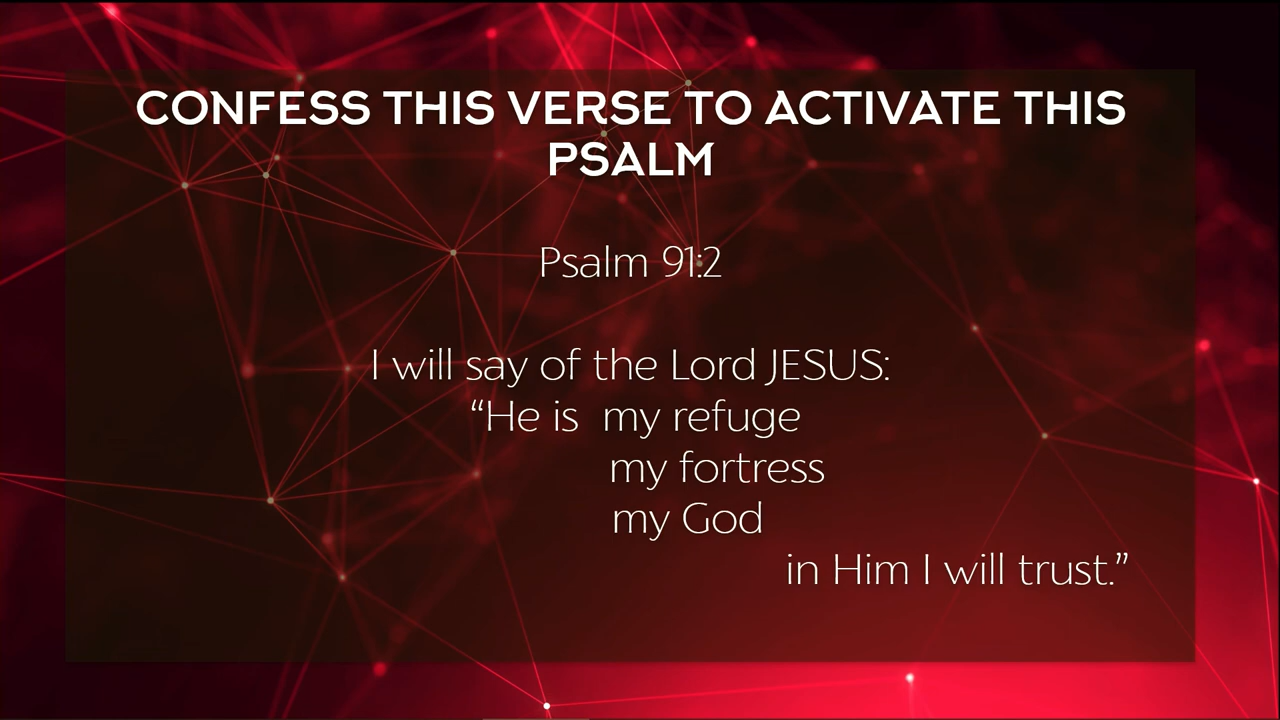 CONFESS THIS VERSE TO ACTIVATE THIS
PSALM
Psalm 91:2
I will say of the Lord JESUS:
“He is  my refuge
my fortress
my God
in Him I will trust.”